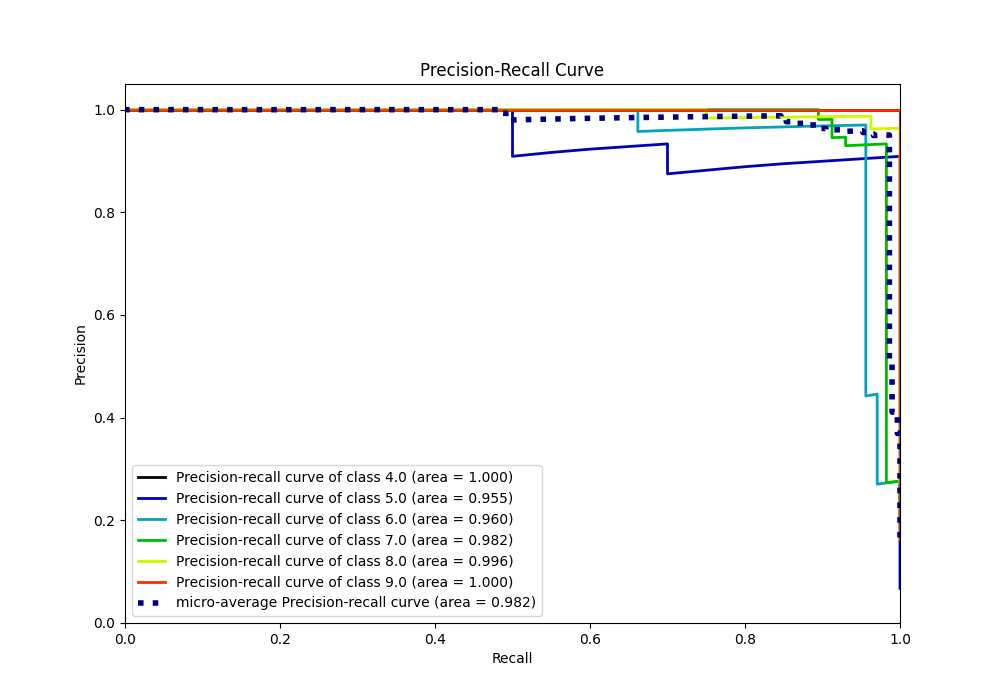 Precision-Recall Curve
1.0
0.8
0.6
0.4
0.2
0.0
Precision
Precision-recall curve of class 4.0 (area = 1.000)
Precision-recall curve of class 5.0 (area = 0.955)
Precision-recall curve of class 6.0 (area = 0.960)
Precision-recall curve of class 7.0 (area = 0.982)
Precision-recall curve of class 8.0 (area = 0.996)
Precision-recall curve of class 9.0 (area = 1.000)
micro-average Precision-recall curve (area = 0.982)
0.0 0.2 0.4 0.6 0.8 1.0
Recall